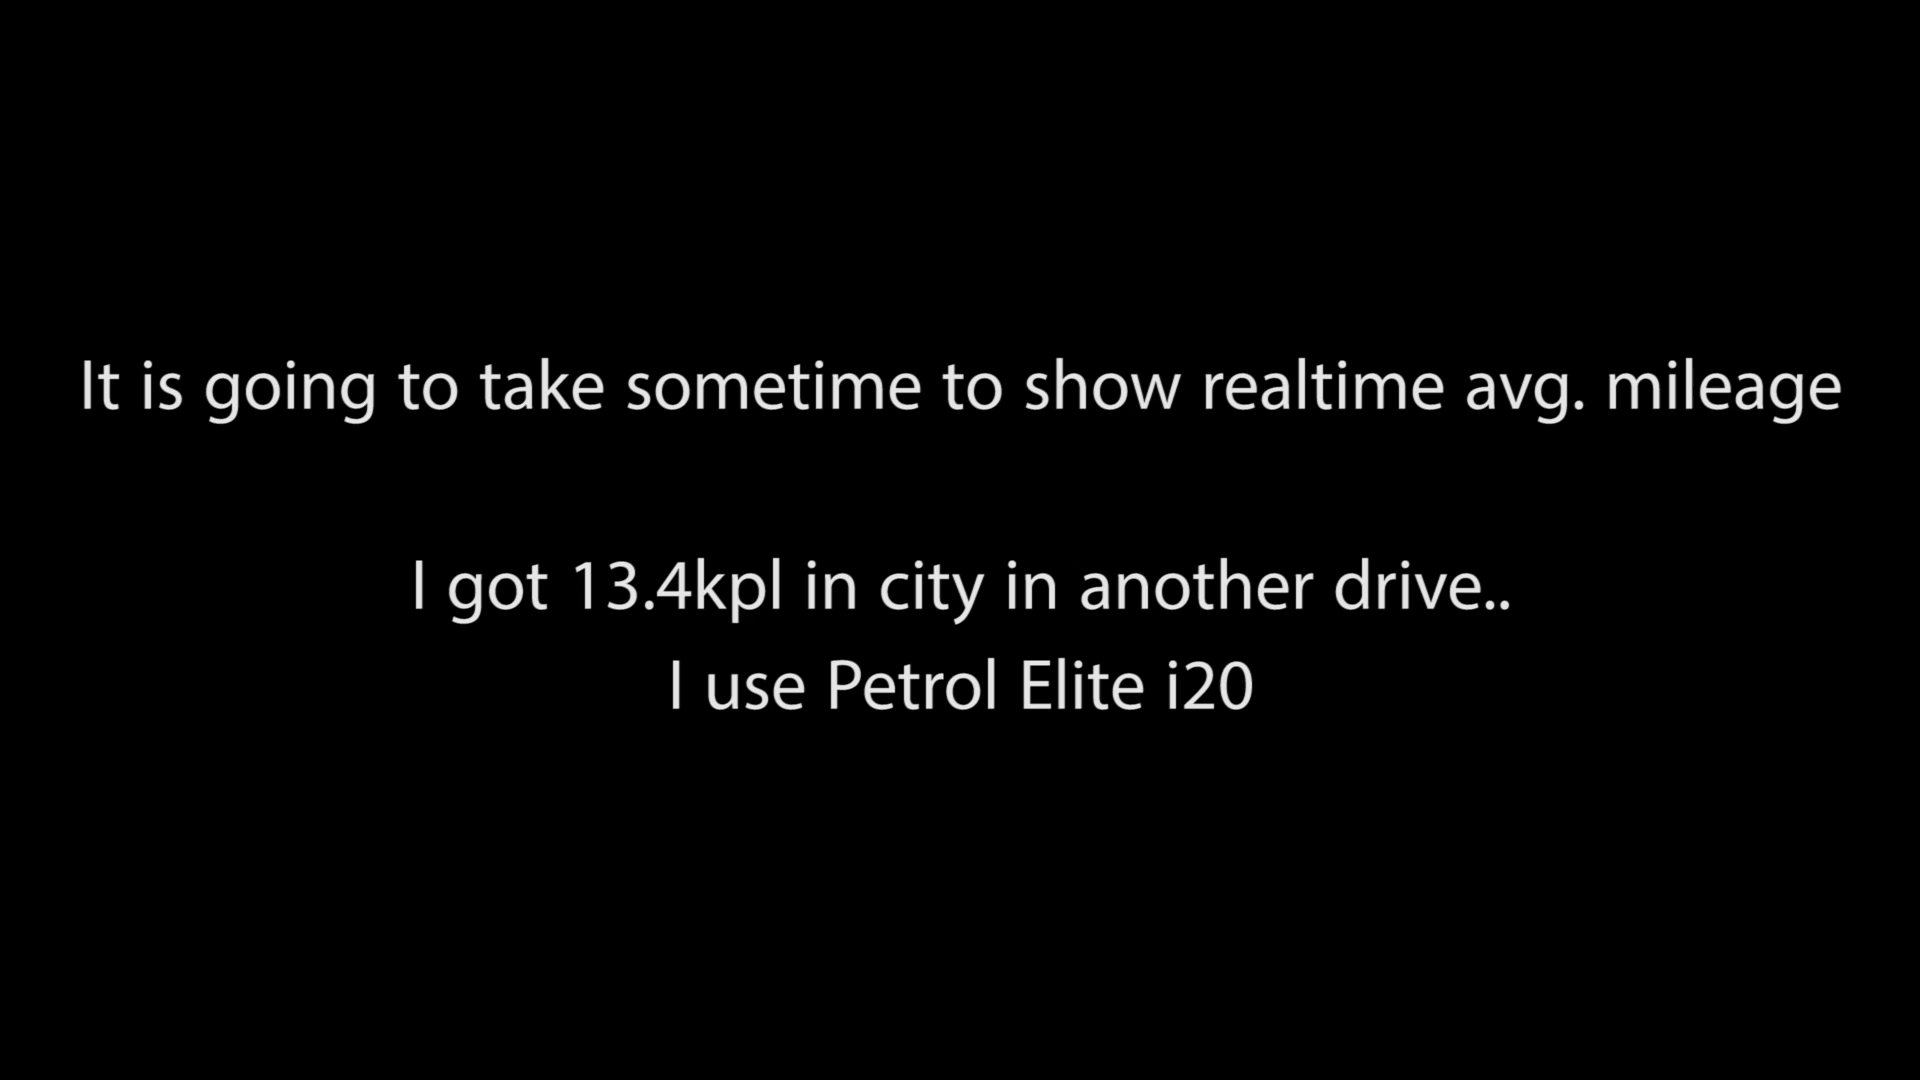 It is going to take sometime to show realtime avg. mileage
I got 13.4kpl in city in another drive..
I use Petrol Elite i20